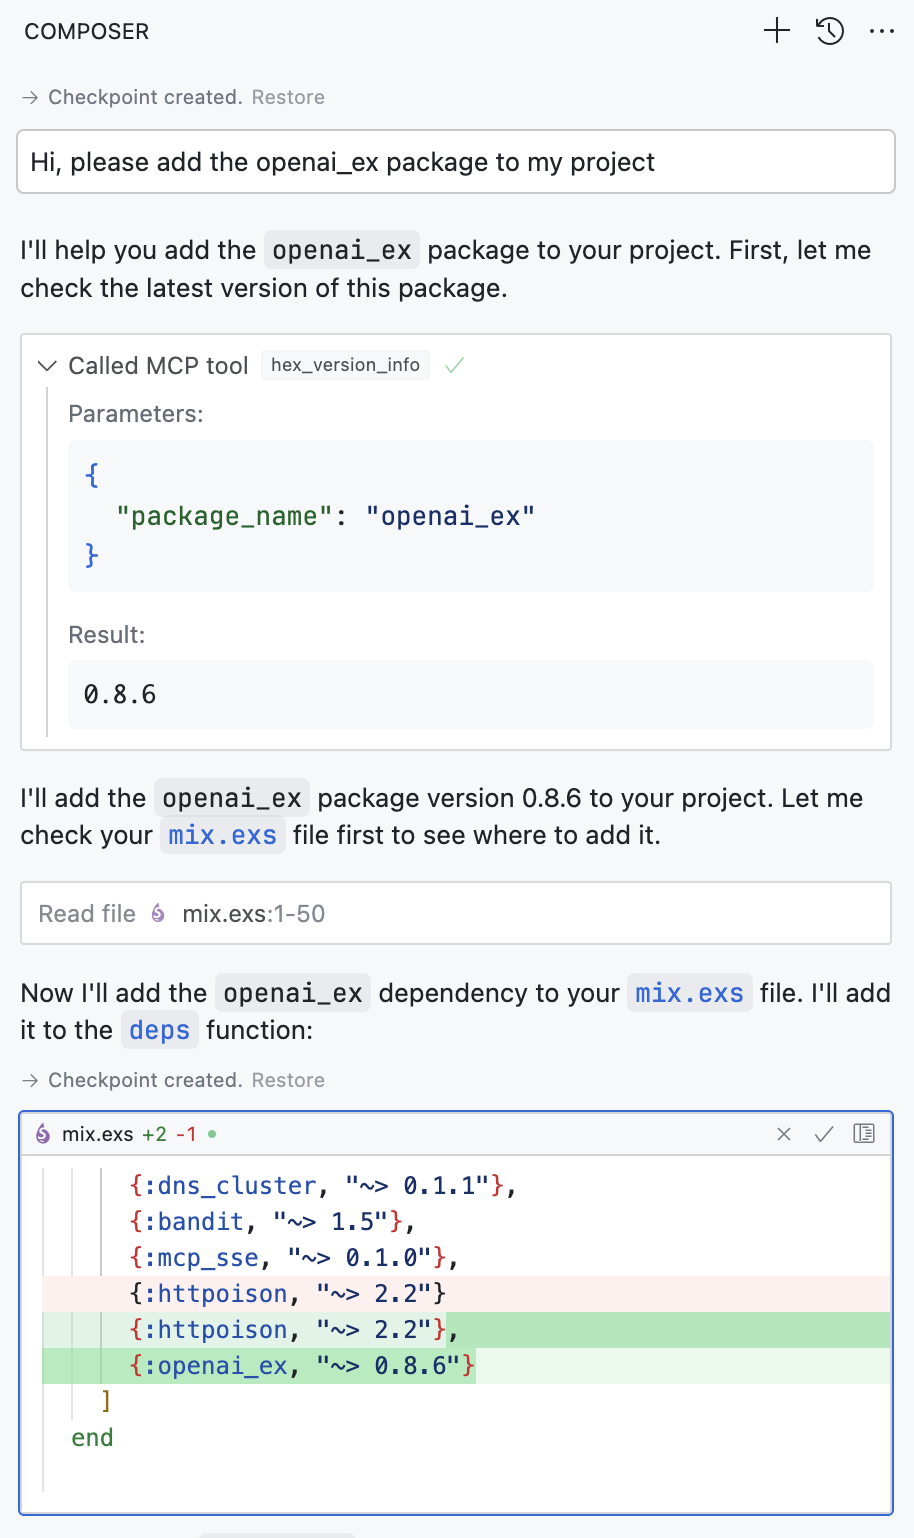 COMPOSER
→ Checkpoint created. Restore
Hi, please add the openai_ex package to my project
I'll help you add the openai_ex package to your project. First, let me
check the latest version of this package.
Called MCP tool hex_version_info
Parameters:
{
"package_name": "openai_ex"
}
Result:
0.8.6
I'll add the openai_ex package version 0.8.6 to your project. Let me
check your mix.exs file first to see where to add it.
Read file mix.exs:1-50
Now I'll add the openai_ex dependency to your mix.exs file. I'll add
it to the deps function:
→ Checkpoint created. Restore
mix.exs +2 -1
{:dns_cluster, "~> 0.1.1"},
{:bandit, "~> 1.5"},
{:mcp_sse, "~> 0.1.0"},
{:httpoison, "~> 2.2"}
{:httpoison, "~> 2.2"},
{:openai_ex, "~> 0.8.6"}
]
end